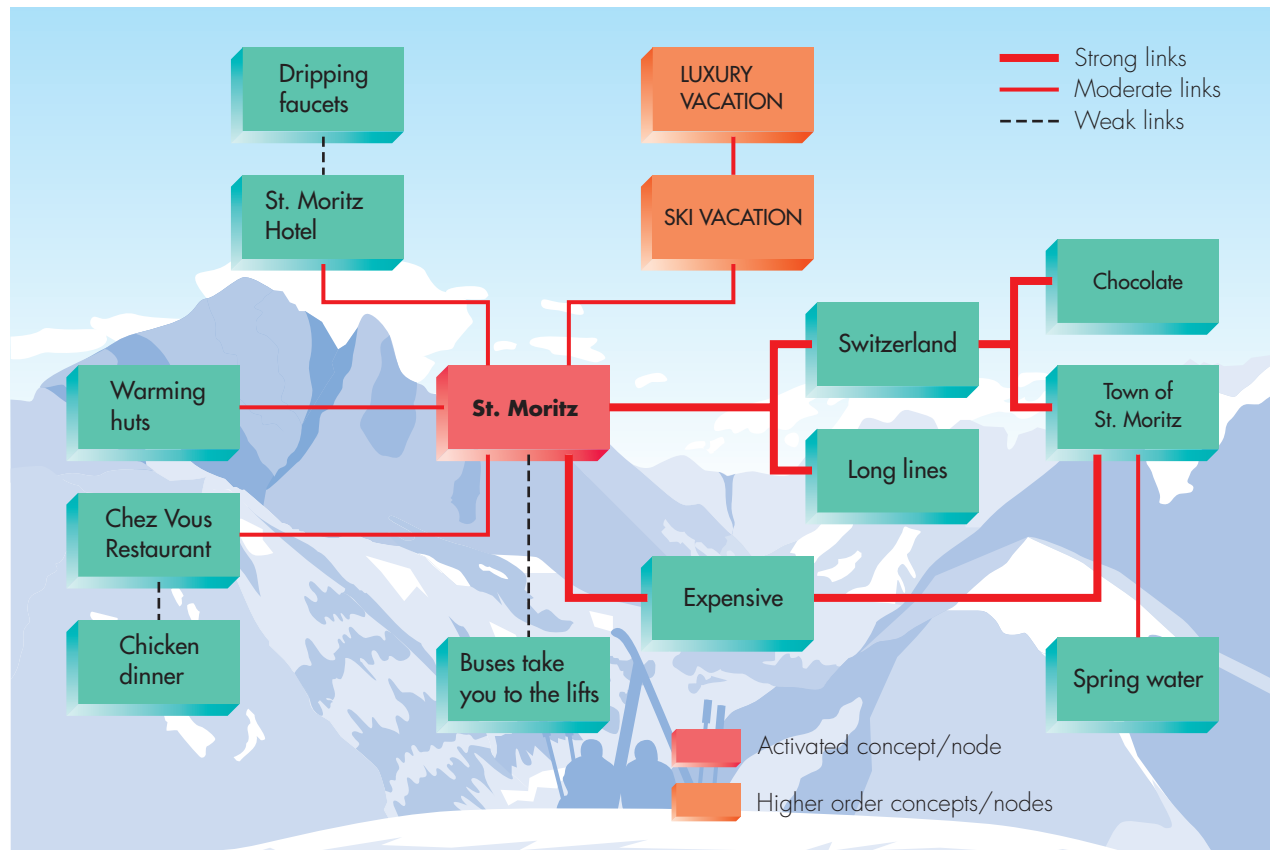 Dripping
faucets
LUXURY
VACATION
Strong links
Moderate links
Weak links
St. Moritz
Hotel
SKI VACATION
Chocolate
Switzerland
Warming
huts
St. Moritz
Town of
St. Moritz
Long lines
Chez Vous
Restaurant
Expensive
Chicken
dinner
Buses take
you to the lifts
Spring water
Activated concept/node
Higher order concepts/nodes